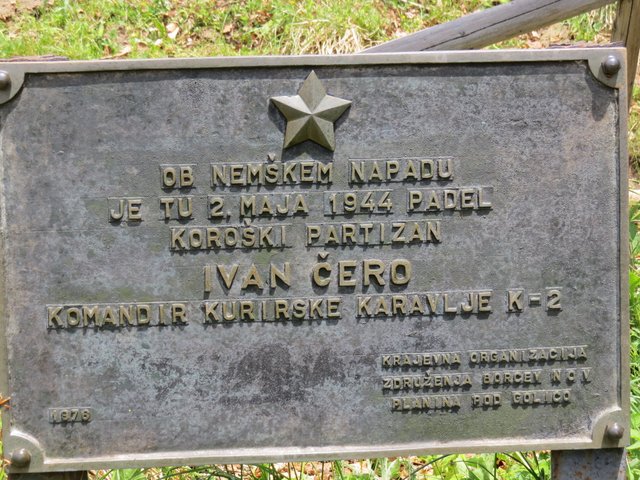 OB NEMŠKEM NAPADU
JE TU 2. MAJA 1944 PADEL
KOROŠKI PARTIZAN
IVAN ČERO
KOMANDIR KURIRSKE KARAVLJE K-2
KRAJEVNA ORGANIZACIJA
ZDRUŽENJA BORCEV N O V
PLANINA POD GOLICO
1976